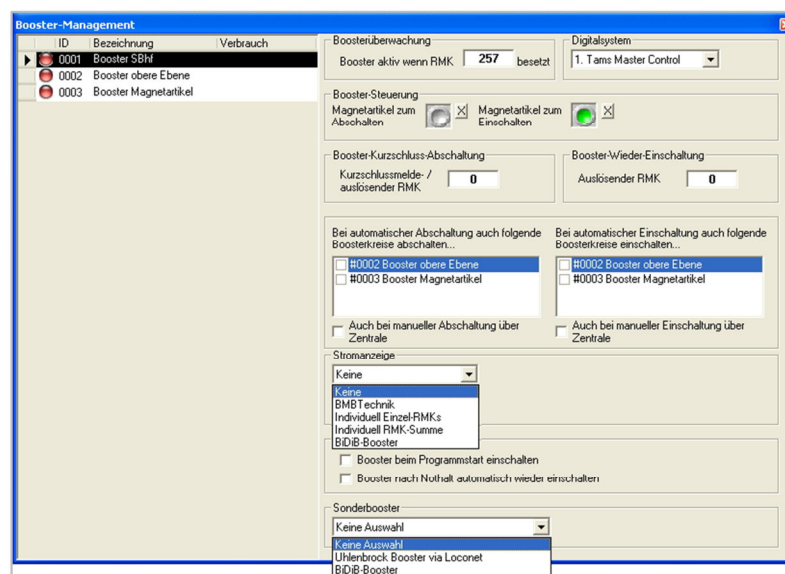 Booster-Management
ID Bezeichnung Verbrauch
0001 Booster SBhf
0002 Booster obere Ebene
0003 Booster Magnetartikel
Boosterüberwachung
Booster aktiv wenn RMK 257 besetzt
Digitalsystem
1. Tams Master Control
Booster-Steuerung
Magnetartikel zum
Abschalten
X
Magnetartikel zum
Einschalten
X
Booster-Kurzschluss-Abschaltung
Kurzschlussmelde- /
auslösender RMK
0
Booster-Wieder-Einschaltung
Auslösender RMK 0
Bei automatischer Abschaltung auch folgende
Boosterkreise abschalten...
#0002 Booster obere Ebene
#0003 Booster Magnetartikel
Auch bei manueller Abschaltung über
Zentrale
Bei automatischer Einschaltung auch folgende
Boosterkreise einschalten...
#0002 Booster obere Ebene
#0003 Booster Magnetartikel
Auch bei manueller Einschaltung über
Zentrale
Stromanzeige
Keine
Keine
BMBTechnik
Individuell Einzel-RMKs
Individuell RMK-Summe
BiDiB-Booster
Booster beim Programmstart einschalten
Booster nach Nothalt automatisch wieder einschalten
Sonderbooster
Keine Auswahl
Keine Auswahl
Uhlenbrock Booster via Loconet
BiDiB-Booster